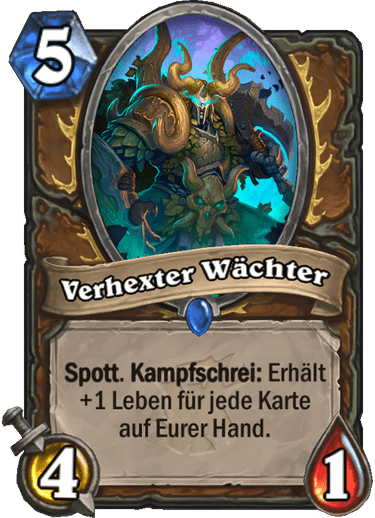 5
Verhexter Wächter
Spott. Kampfschrei: Erhält
+1 Leben für jede Karte
auf Eurer Hand.
4
1